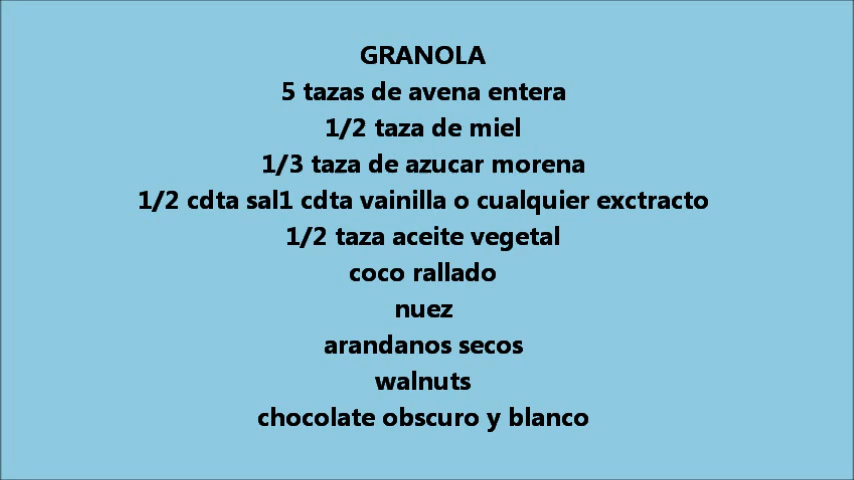 GRANOLA
5 tazas de avena entera
1/2 taza de miel
1/3 taza de azucar morena
1/2 cdta sal1 cdta vainilla o cualquier exctracto
1/2 taza aceite vegetal
coco rallado
nuez
arandanos secos
walnuts
chocolate obscuro y blanco